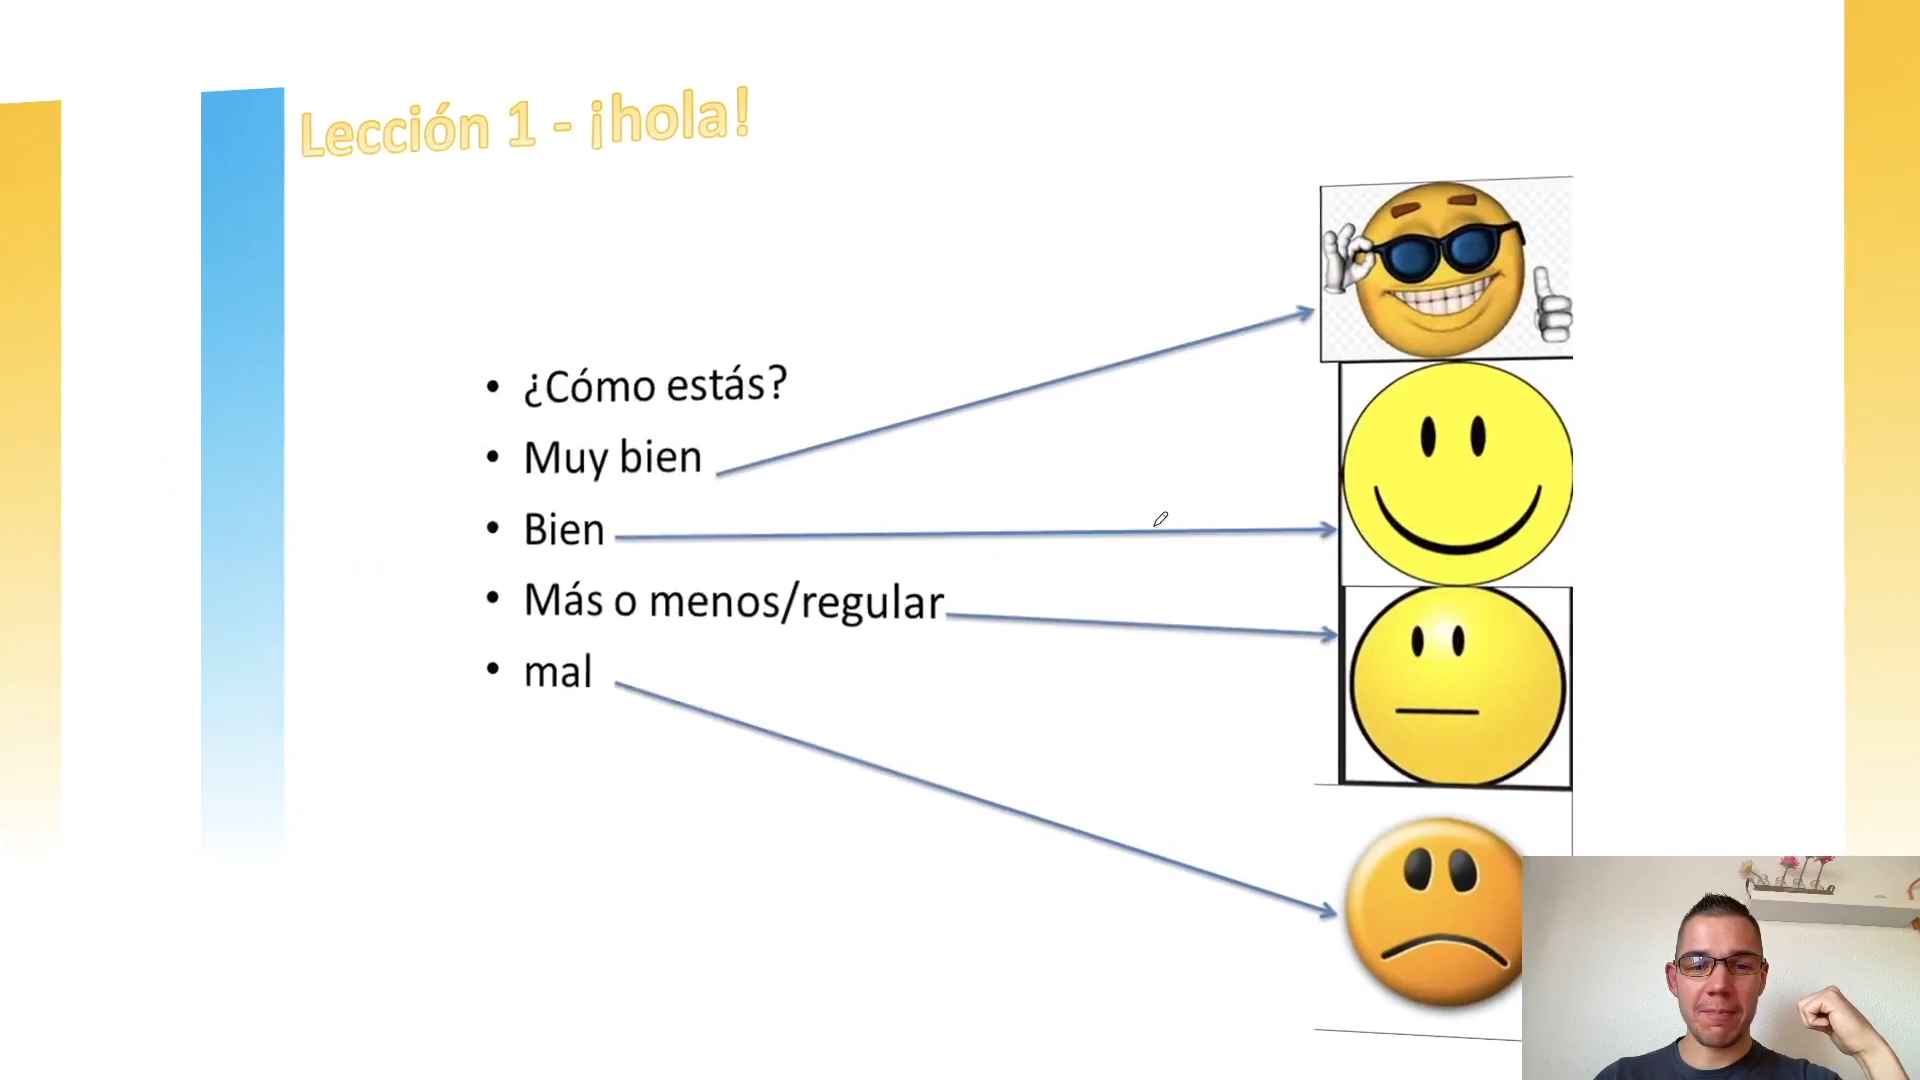 Lección 1 - ¡hola!
• ¿Cómo estás?
• Muy bien
• Bien
• Más o menos/regular
• mal